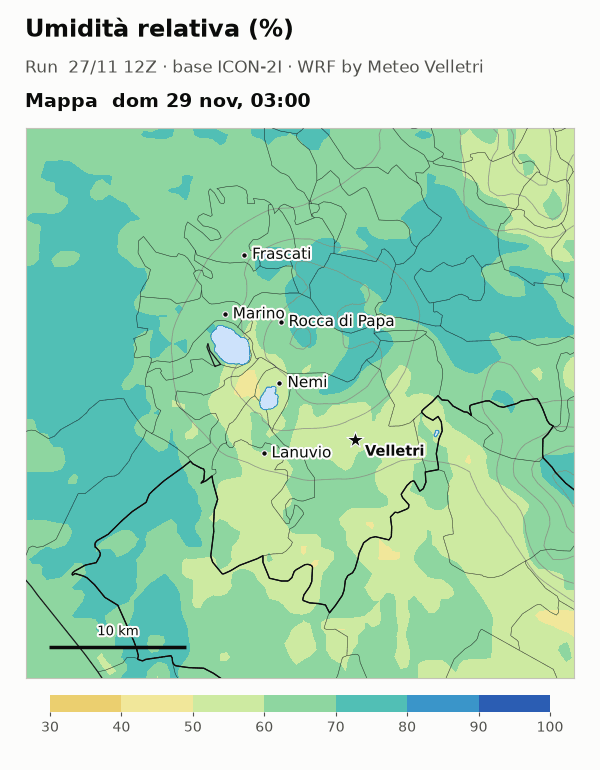 Umidità relativa (%)
Run 27/11 12Z · base ICON-2I · WRF by Meteo Velletri
Mappa dom 29 nov, 03:00
Frascati
Marino
Rocca di Papa
Nemi
Velletri
Lanuvio
10 km
30 40 50 60 70 80 90 100